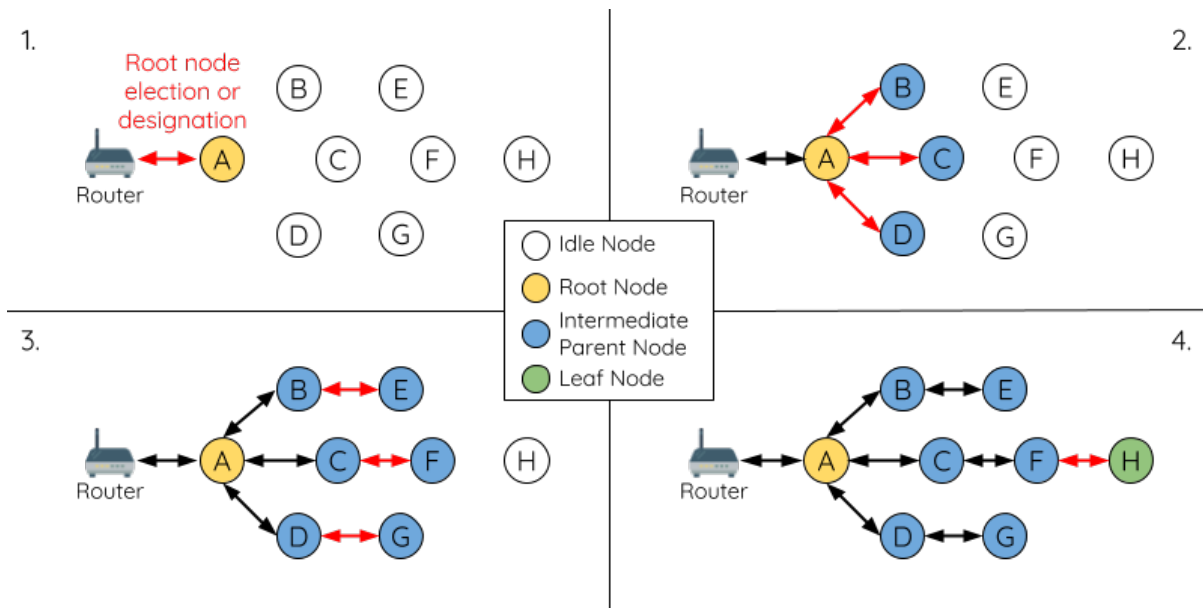 1.
Root node
election or
designation
B
E
A
C
F
H
Router
D
G
2.
B
E
A
C
F
H
Router
D
G
Idle Node
Root Node
Intermediate
Parent Node
Leaf Node
3.
B
E
A
C
F
H
Router
D
G
4.
B
E
A
C
F
H
Router
D
G